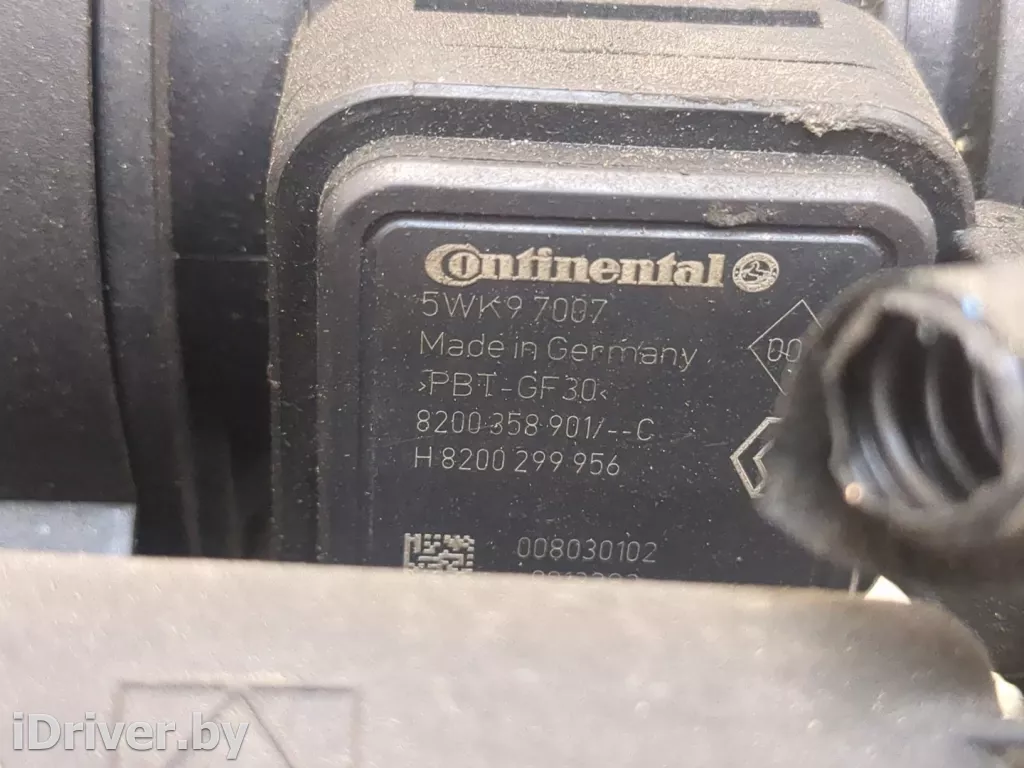 Continental
5WK9 7007
Made in Germany
>PBT-GF30<
8200 358 901/--C
H 8200 299 956
008030102
iDriver.by